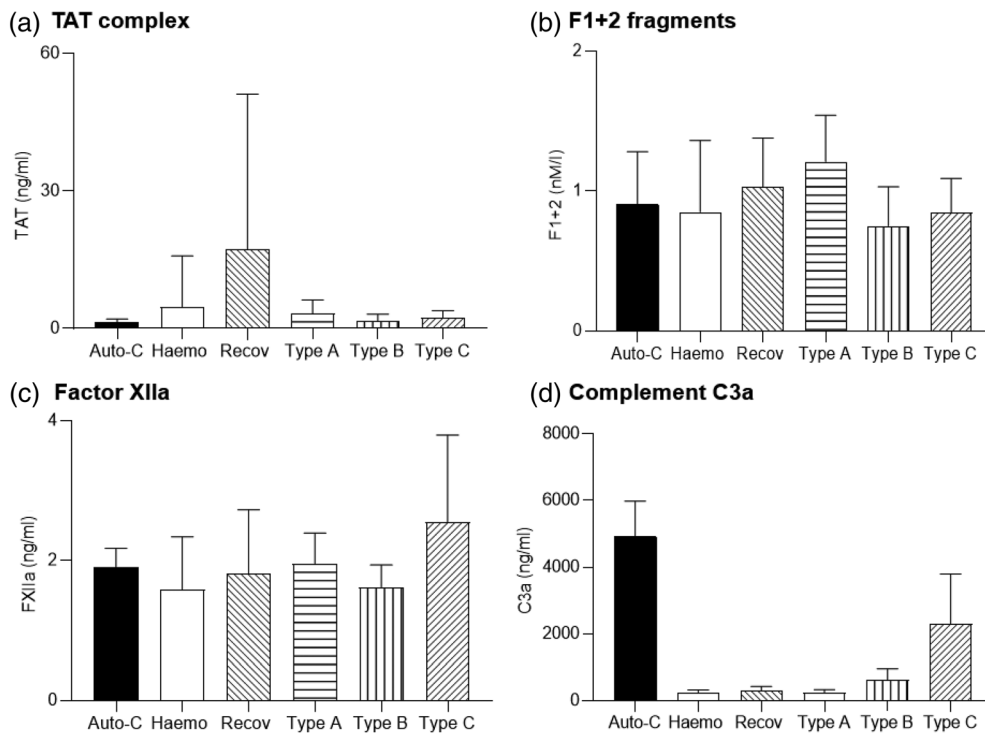 (a) TAT complex
60
30
0
TAT (ng/ml)
Auto-C Haemo Recov Type A Type B Type C
(b) F1+2 fragments
2
1
0
F1+2 (nM/l)
Auto-C Haemo Recov Type A Type B Type C
(c) Factor XIIa
4
2
0
FXIIa (ng/ml)
Auto-C Haemo Recov Type A Type B Type C
(d) Complement C3a
8000
6000
4000
2000
0
C3a (ng/ml)
Auto-C Haemo Recov Type A Type B Type C